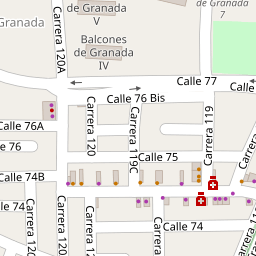 de Granada
V
de Granada
7
Granada
Carrera 120A
Balcones
de Granada
IV
Calle 77
Calle
Calle 76 Bis
Carrera 119
Calle 76A
Carrera 120
Carrera 119C
e 76
Calle 75
Calle 74B
Calle 74
Calle 74
Carrera 120
Carrera 120
Carrera 11